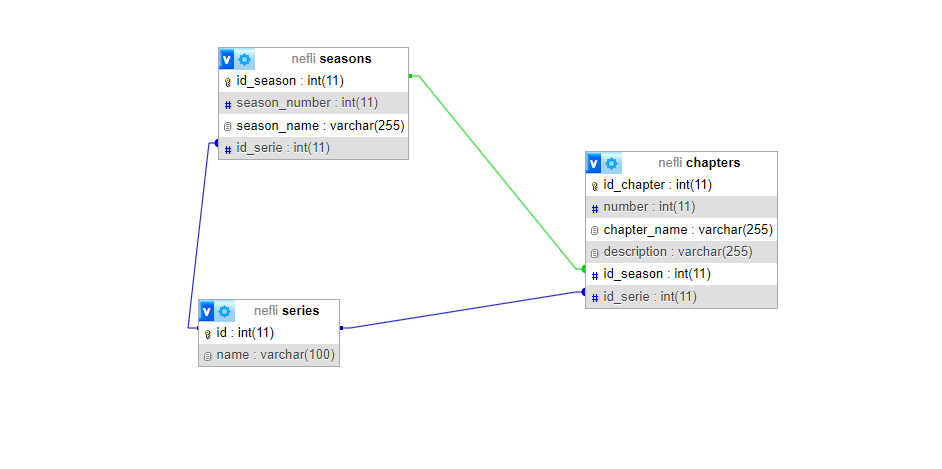 v nefli seasons
id_season : int(11)
# season_number : int(11)
season_name : varchar(255)
# id_serie : int(11)
v nefli chapters
id_chapter : int(11)
# number : int(11)
chapter_name : varchar(255)
description : varchar(255)
# id_season : int(11)
# id_serie : int(11)
v nefli series
id : int(11)
name : varchar(100)